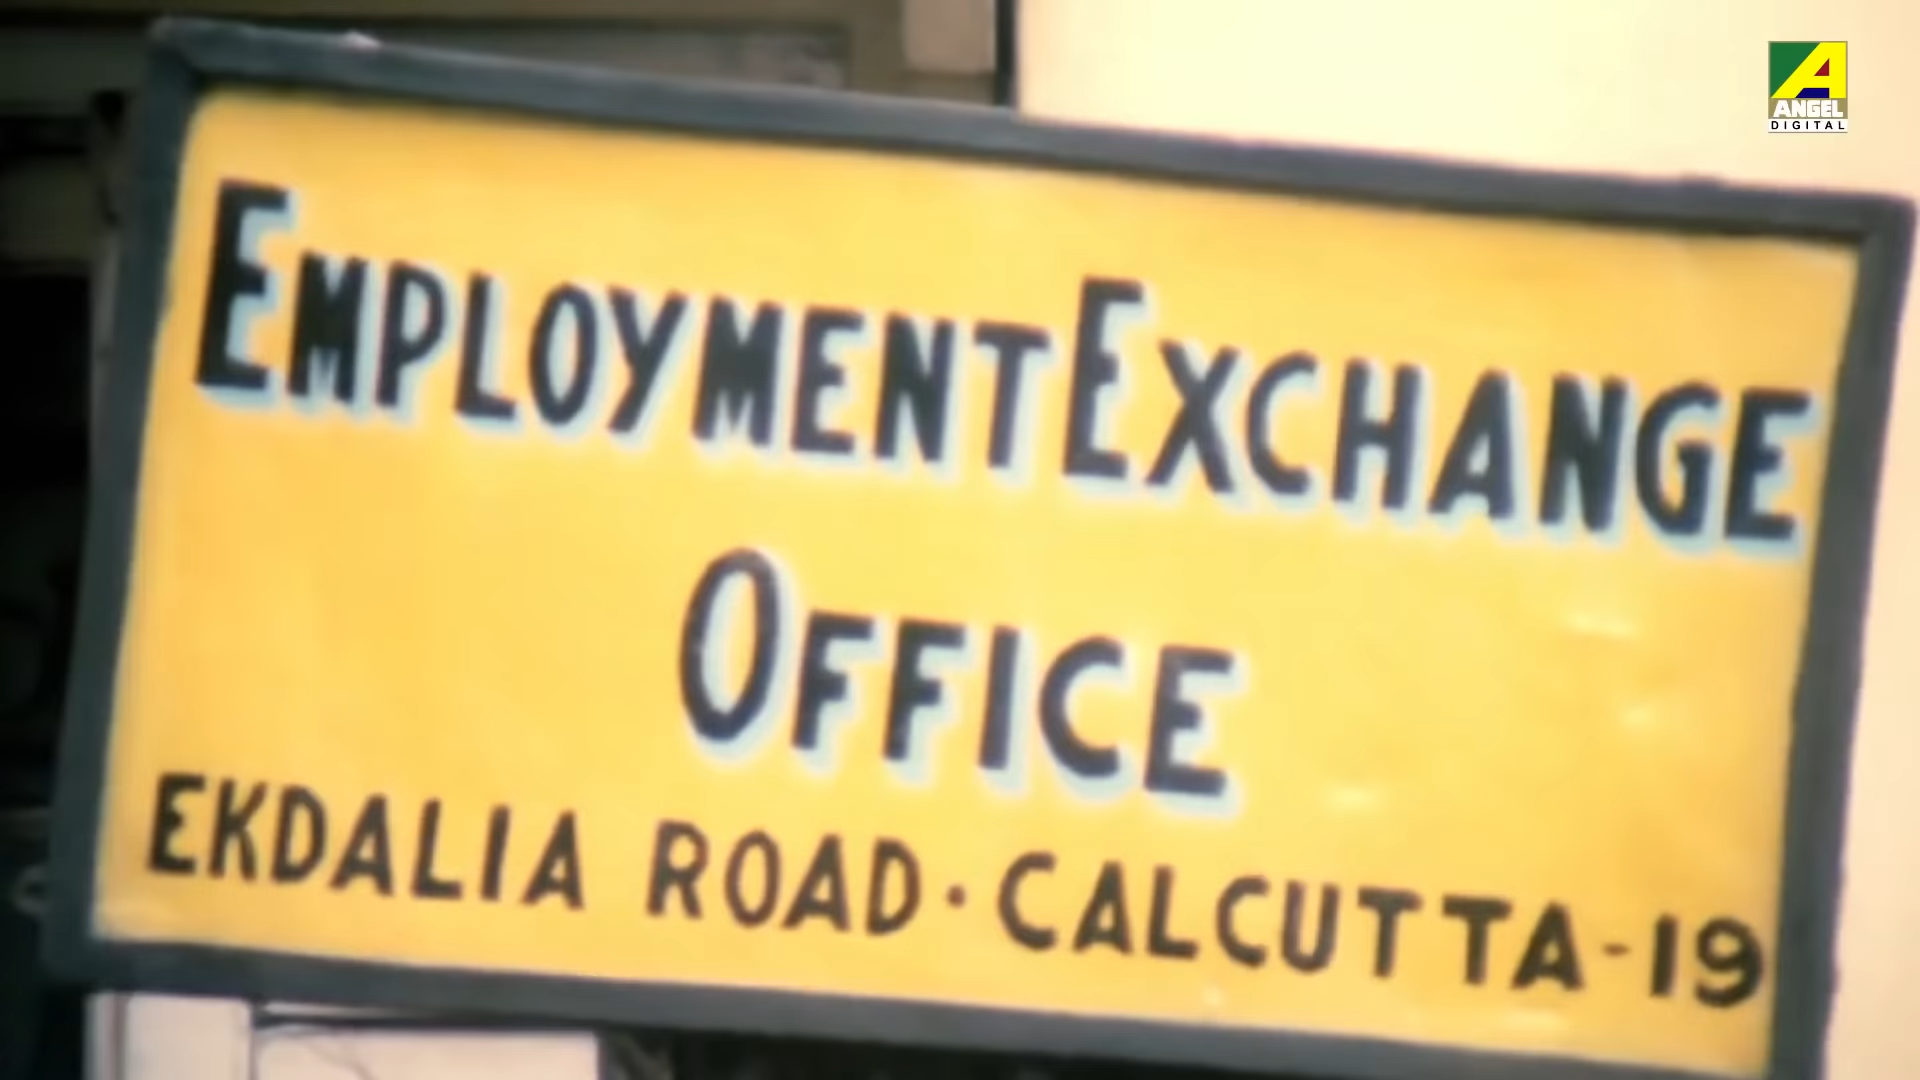 ANGEL
DIGITAL
EMPLOYMENT EXCHANGE
OFFICE
EKDALIA ROAD · CALCUTTA-19